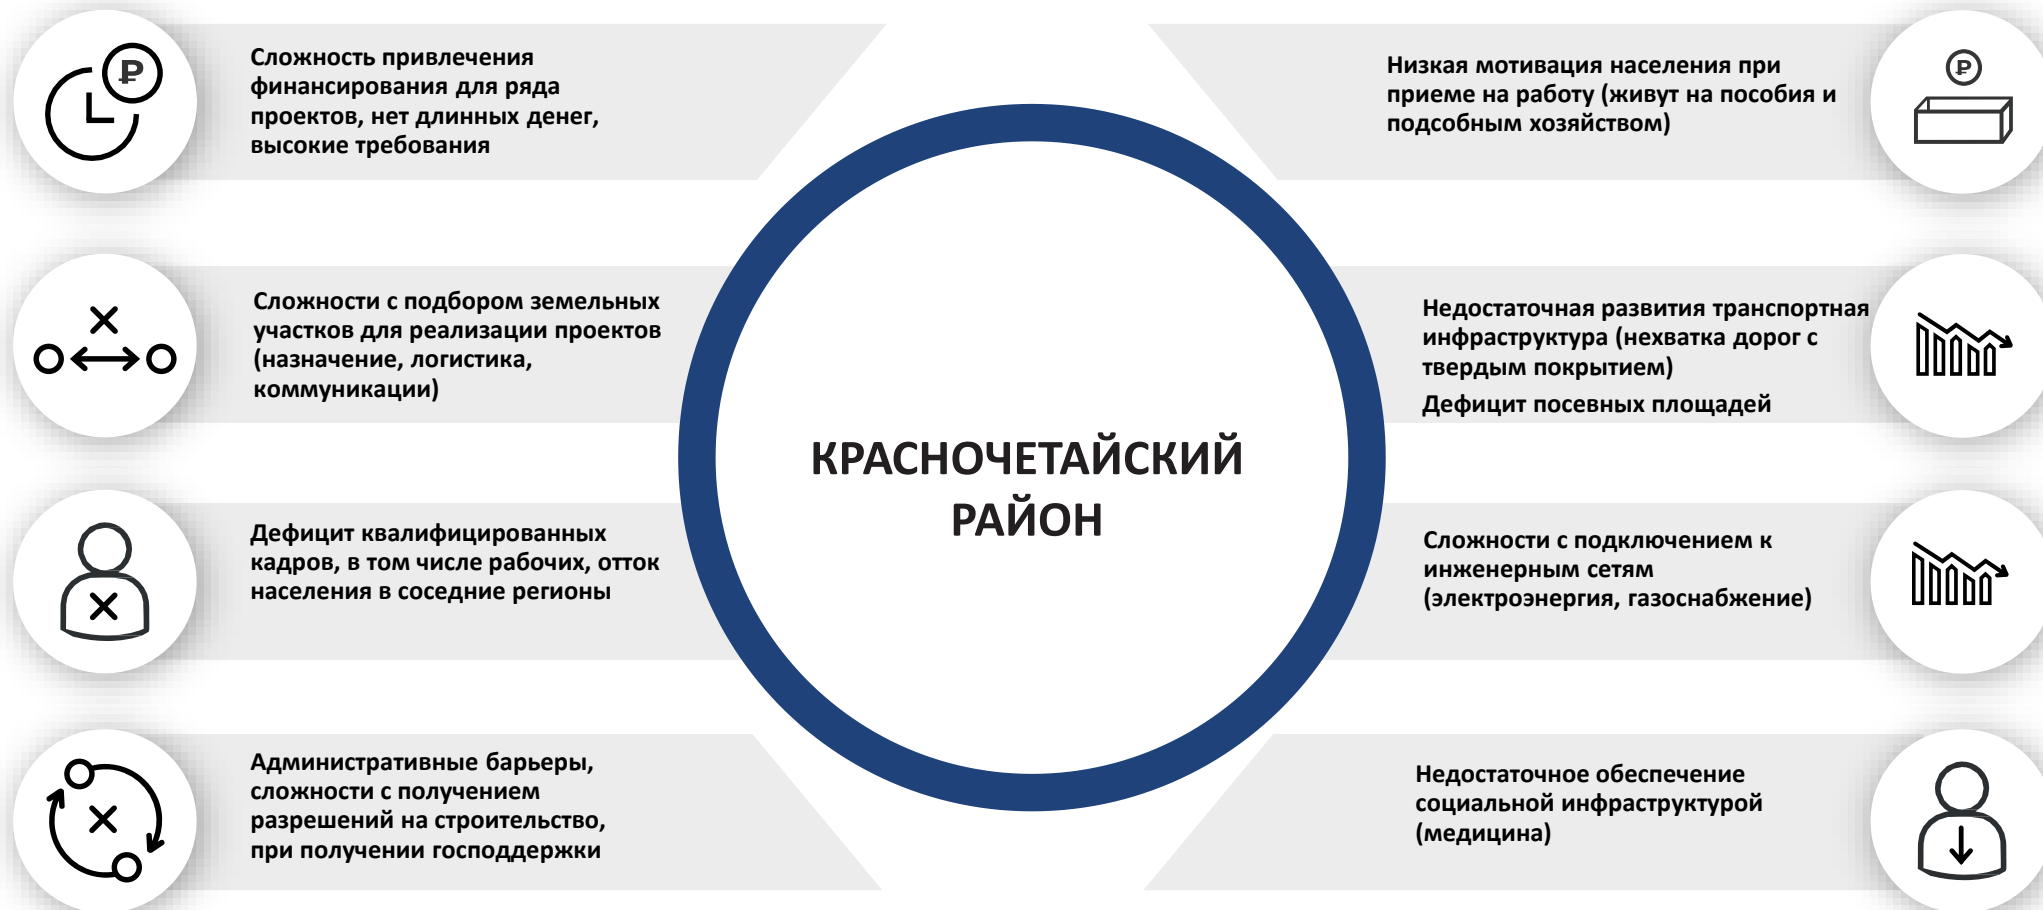 Сложность привлечения
финансирования для ряда
проектов, нет длинных денег,
высокие требования
Сложности с подбором земельных
участков для реализации проектов
(назначение, логистика,
коммуникации)
Дефицит квалифицированных
кадров, в том числе рабочих, отток
населения в соседние регионы
Административные барьеры,
сложности с получением
разрешений на строительство,
при получении господдержки
КРАСНОЧЕТАЙСКИЙ
РАЙОН
Низкая мотивация населения при
приеме на работу (живут на пособия и
подсобным хозяйством)
Недостаточная развития транспортная
инфраструктура (нехватка дорог с
твердым покрытием)
Дефицит посевных площадей
Сложности с подключением к
инженерным сетям
(электроэнергия, газоснабжение)
Недостаточное обеспечение
социальной инфраструктурой
(медицина)